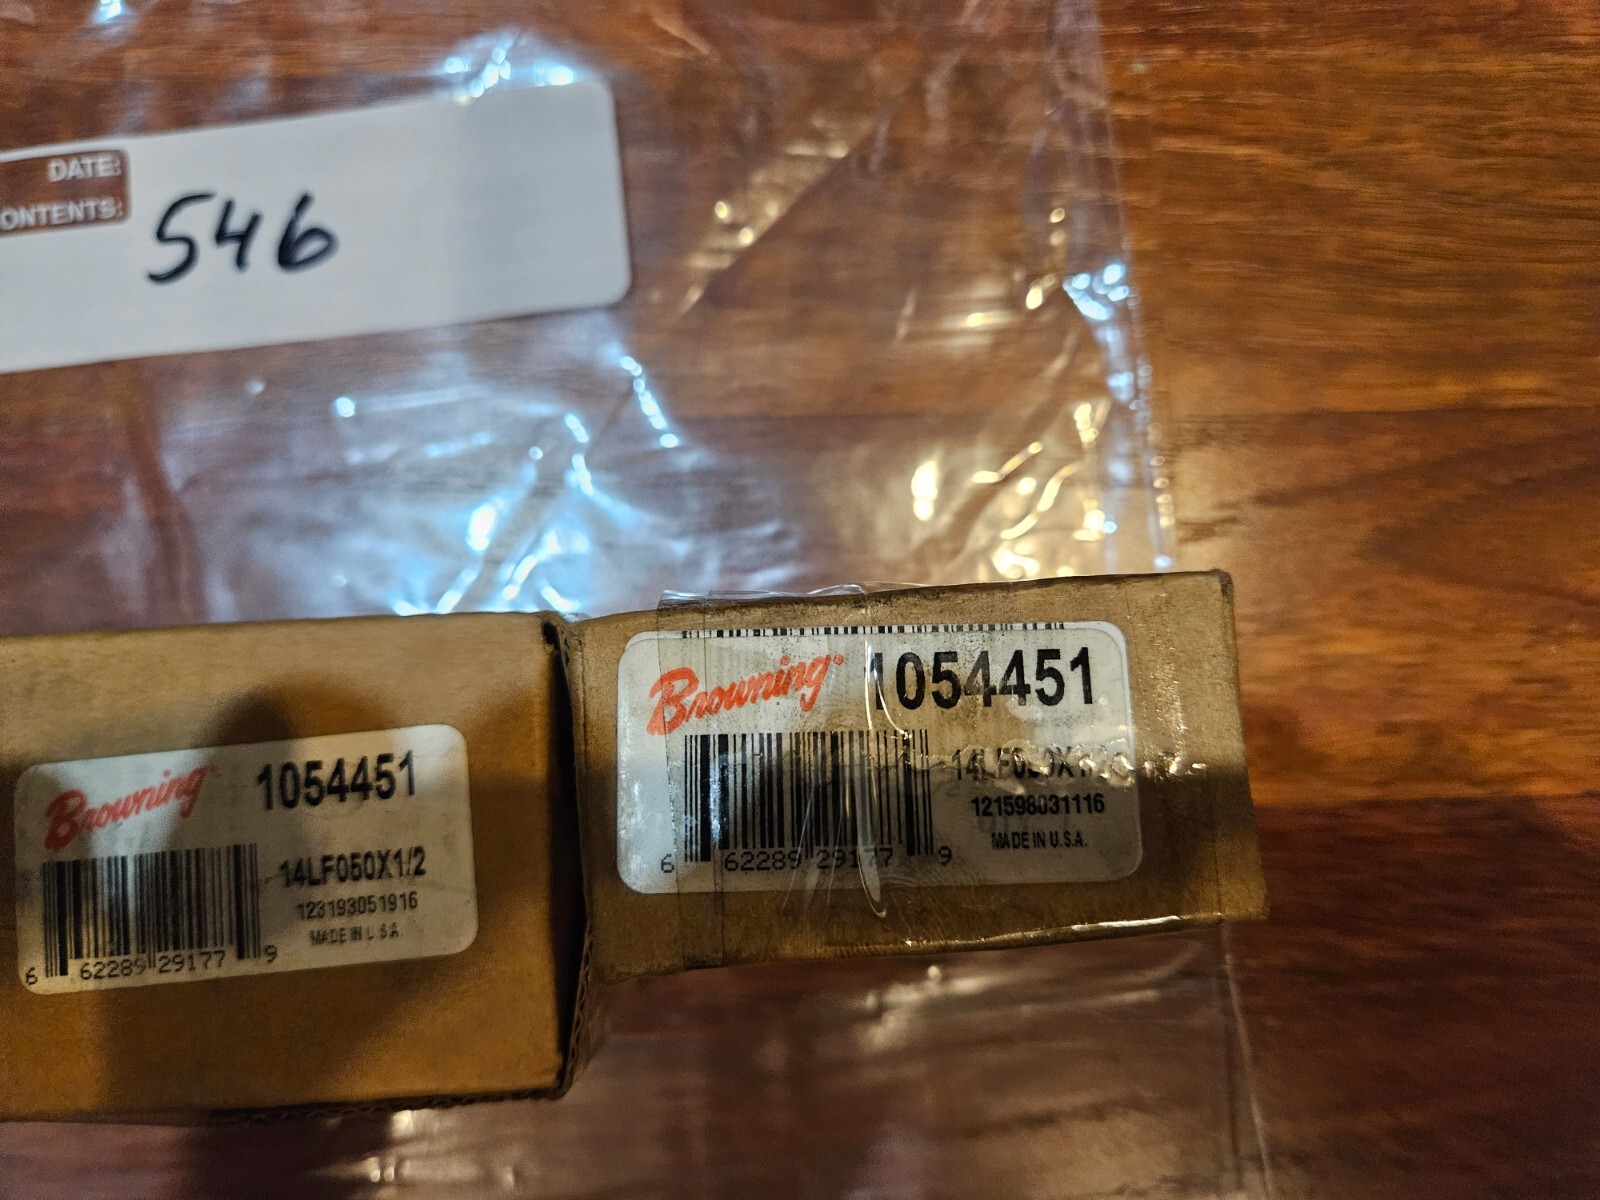 DATE:
CONTENTS:
546
Browning
1054451
14LF050X1/2
123193051916
MADE IN U.S.A.
6 62289 29177 9
Browning
1054451
121598031116
MADE IN U.S.A.
6 62289 29177 9